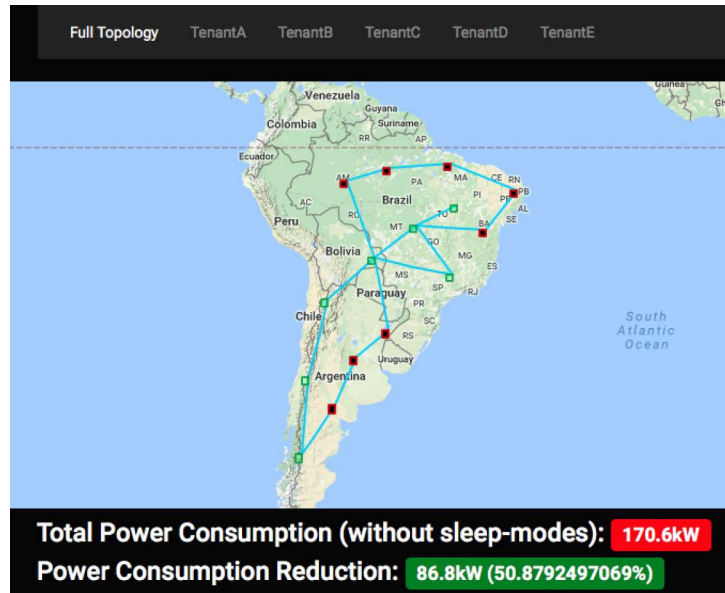 Full Topology TenantA TenantB TenantC TenantD TenantE
Venezuela
Guyana
Colombia
Suriname
RR
AP
Ecuador
AM
PA
MA
CE
RN
PB
PI
AC
RO
Brazil
TO
AL
SE
Peru
MT
BA
Bolivia
GO
MG
MS
ES
SP
RJ
Paraguay
PR
Chile
SC
RS
Uruguay
Argentina
South
Atlantic
Ocean
Total Power Consumption (without sleep-modes): 170.6kW
Power Consumption Reduction: 86.8kW (50.8792497069%)